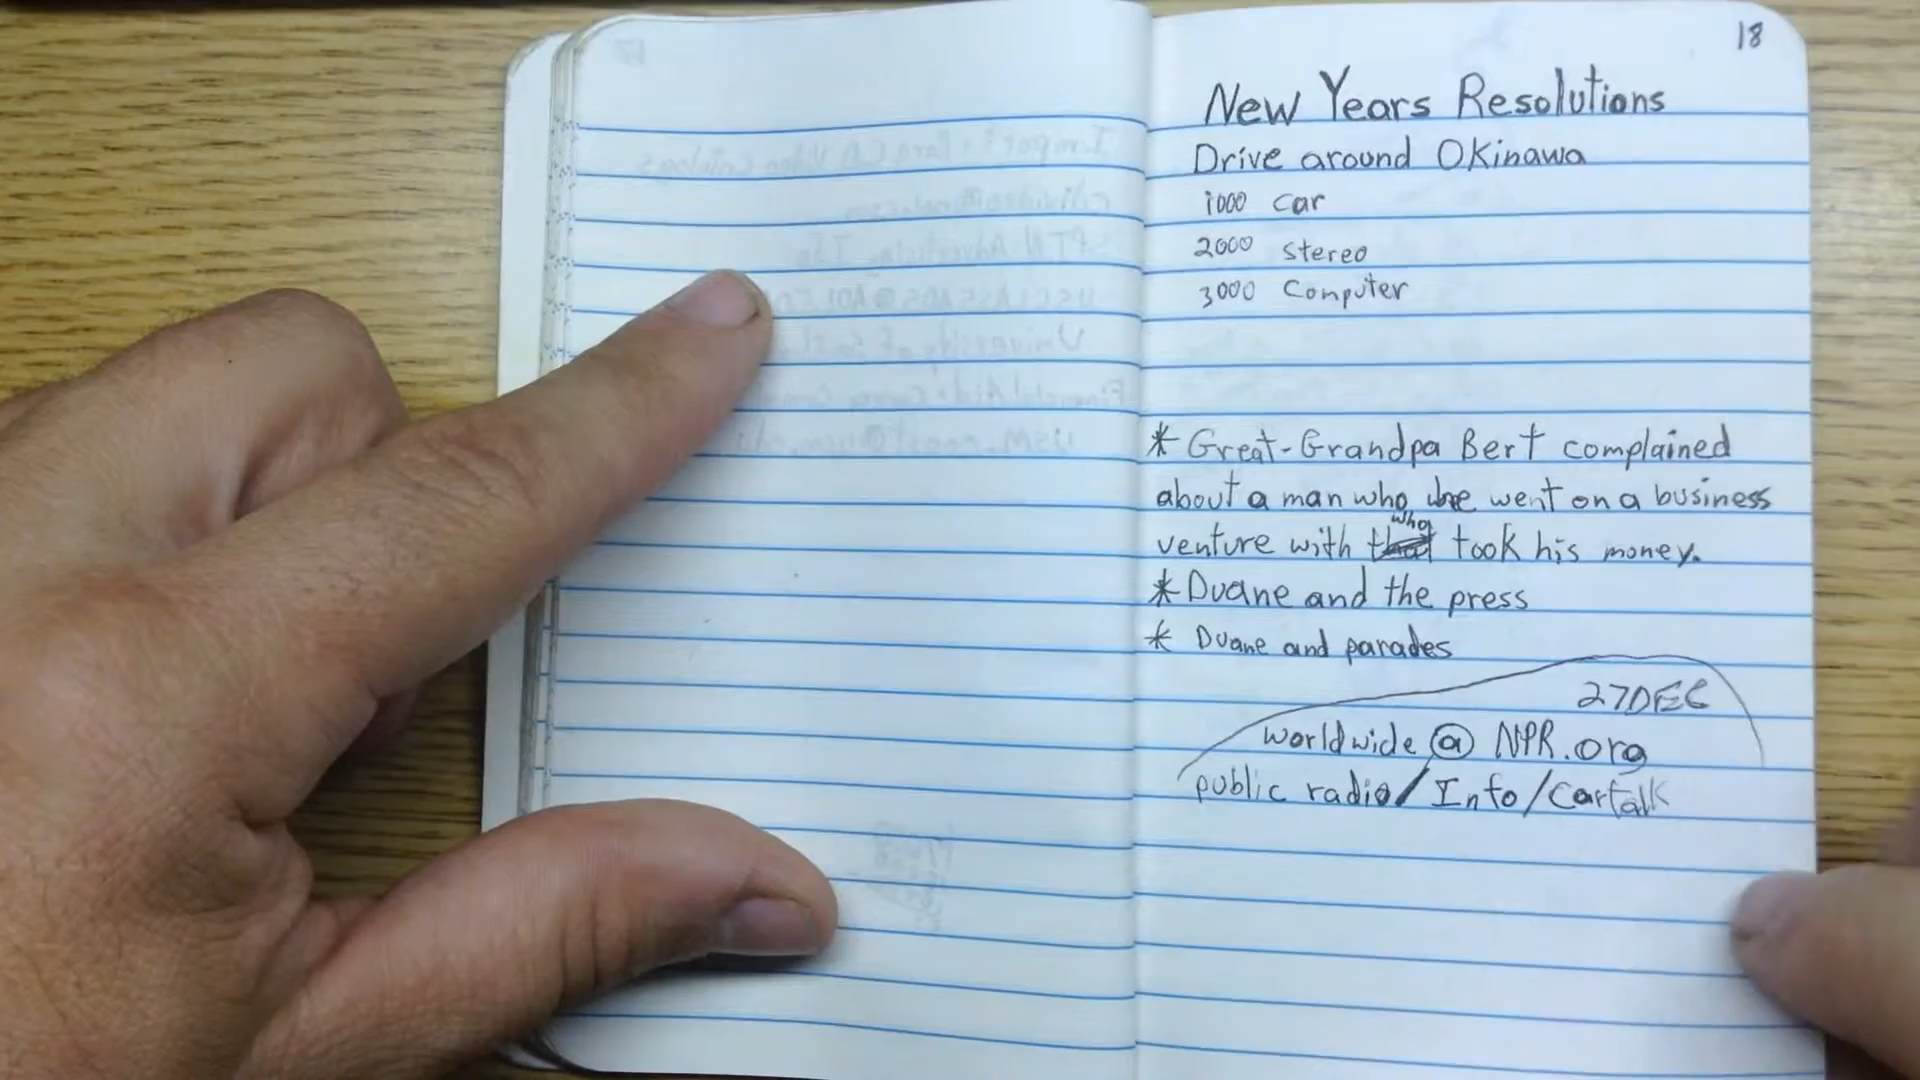 18
New Years Resolutions
Drive around Okinawa
1000 car
2000 stereo
3000 Computer
* Great-Grandpa Bert complained
about a man who he went on a business
venture with who took his money.
* Duane and the press
* Duane and parades
27DEC
worldwide @ NPR.org
public radio/Info/Cartalk